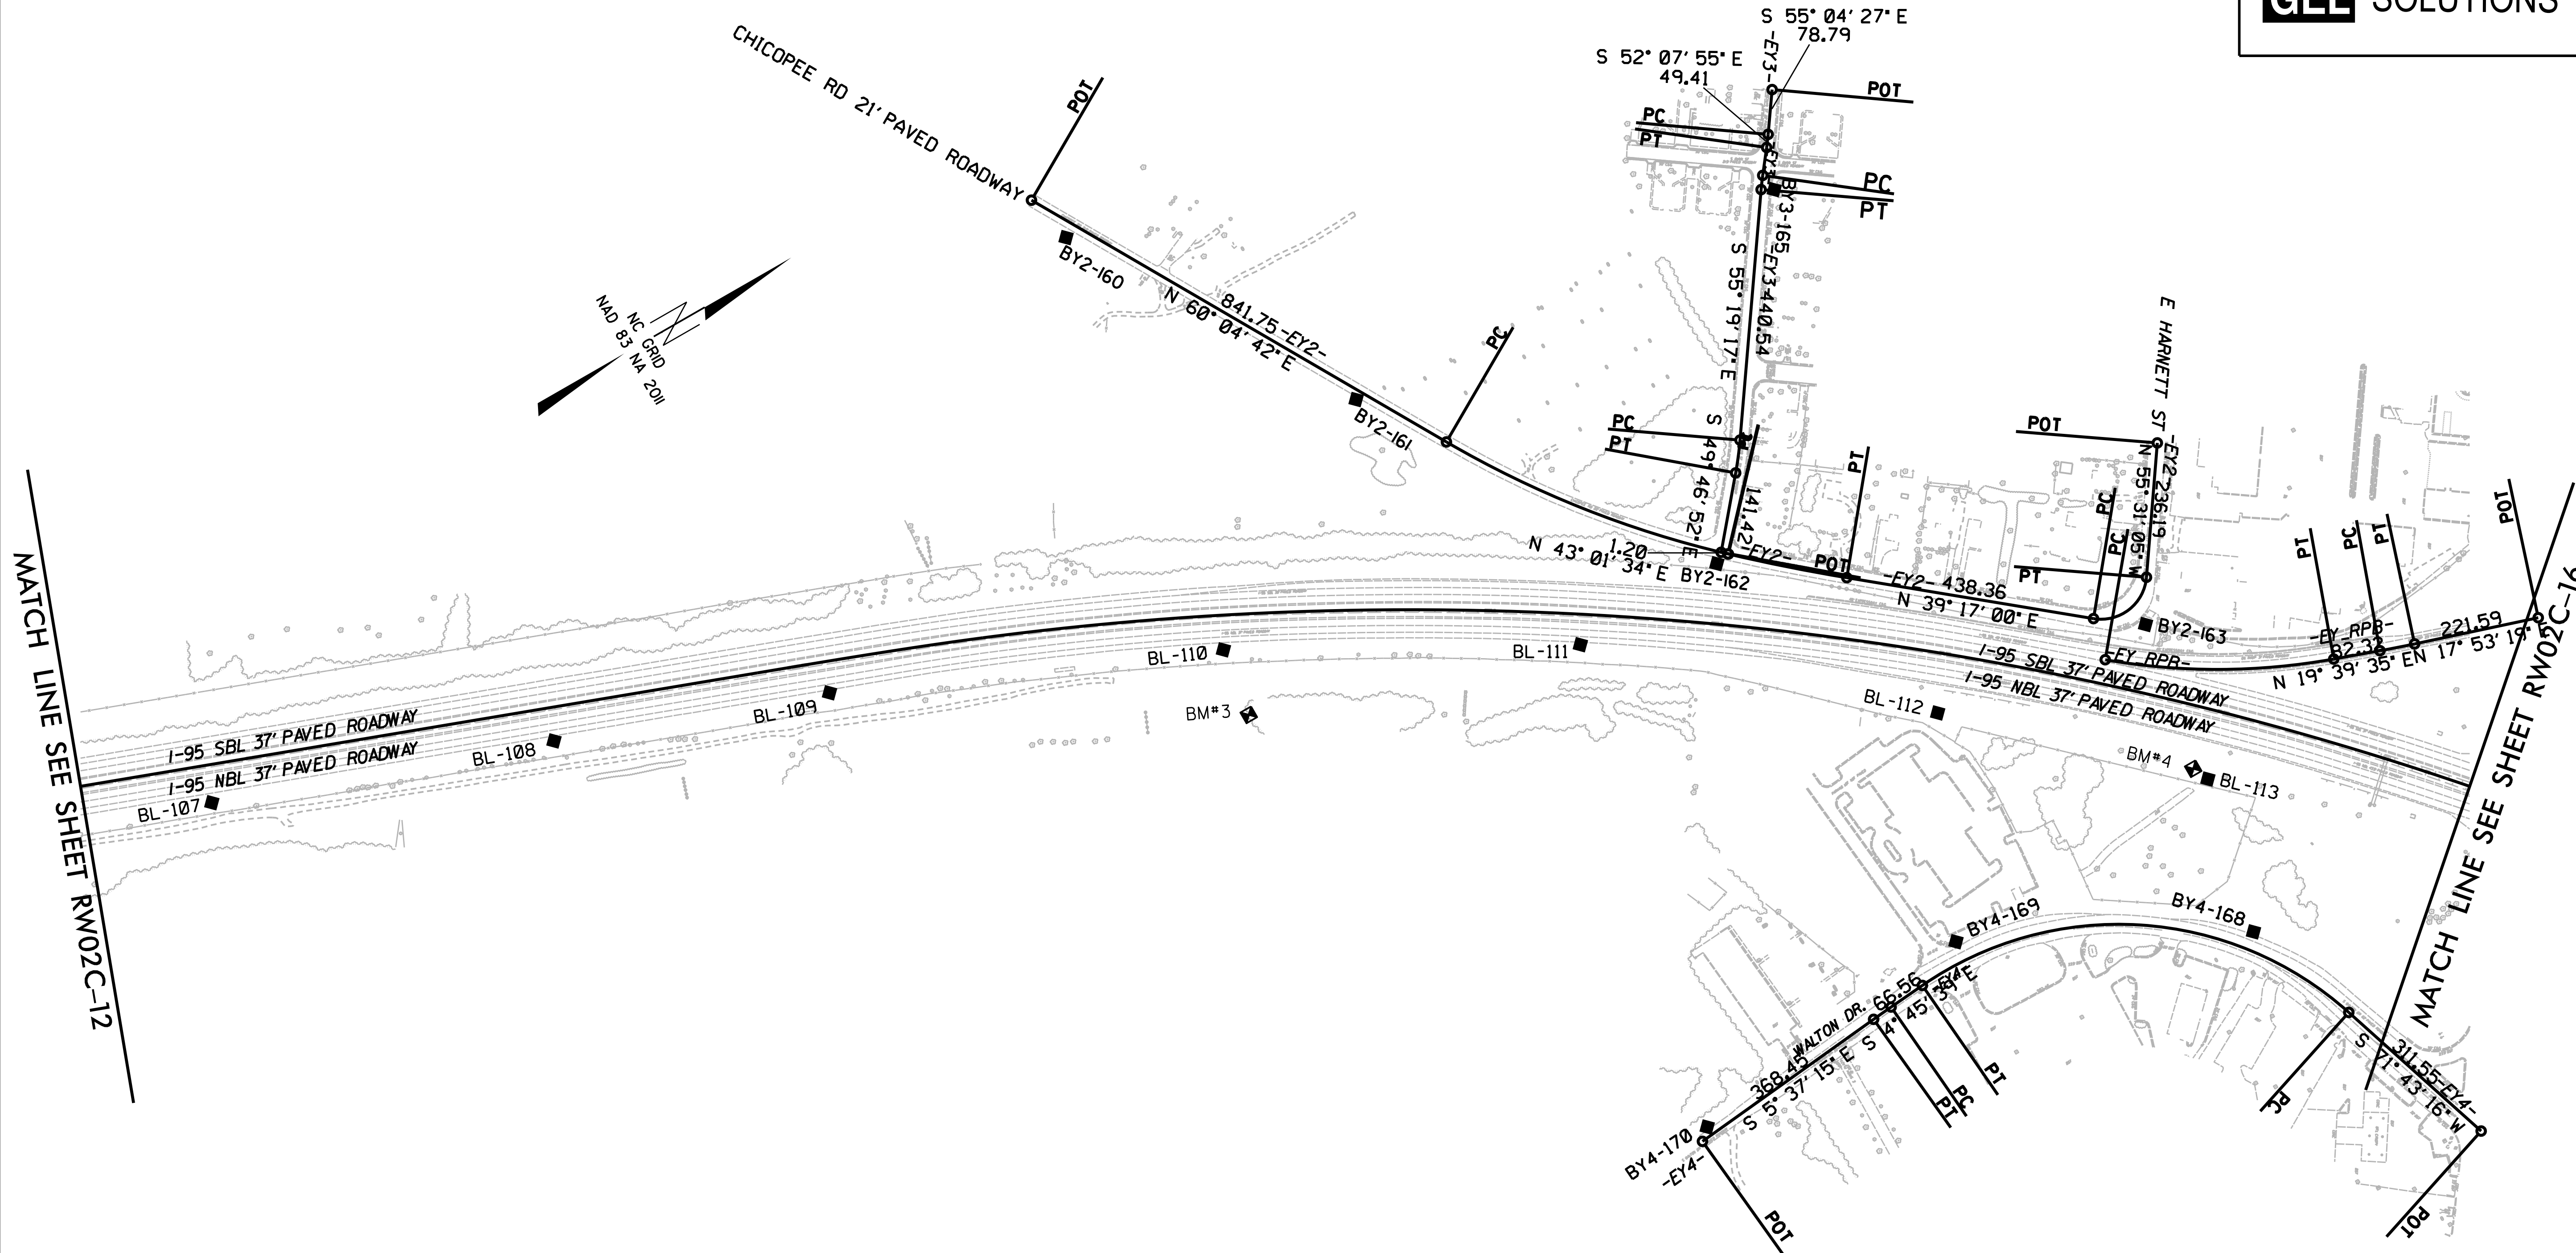 GEL SOLUTIONS
S 55° 04' 27" E
78.79
-EY3-
S 52° 07' 55" E
49.41
POT
PC
PT
PC
PT
BY3-165
CHICOPEE RD 21' PAVED ROADWAY
POT
BY2-160
841.75 -EY2-
N 60° 04' 42" E
NC GRID
NAD 83 NA 2011
BY2-161
PC
S 55° 19' 17" E
-EY3- 440.54
PC
PT
S 49° 46' 52" E
141.42
PT
1.20
N 43° 01' 34" E
BY2-162
-EY2-
POT
-EY2- 438.36
N 39° 17' 00" E
E HARNETT ST
-EY2- 236.19
N 55° 31' 05" W
POT
PC
PC
PT
BY2-163
-EY_RPB-
PT
PC
PT
POT
-EY_RPB-
82.32
N 19° 39' 35" E
221.59
N 17° 53' 19" E
MATCH LINE SEE SHEET RW02C-12
I-95 SBL 37' PAVED ROADWAY
I-95 NBL 37' PAVED ROADWAY
BL-107
BL-108
BL-109
BL-110
BM#3
BL-111
I-95 SBL 37' PAVED ROADWAY
I-95 NBL 37' PAVED ROADWAY
BL-112
BM#4
BL-113
MATCH LINE SEE SHEET RW02C-16
BY4-169
BY4-168
WALTON DR.
66.56
-EY4-
S 4° 45' 39" E
368.45
S 5° 37' 15" E
PT
PC
PT
BY4-170
-EY4-
POT
PC
311.55 -EY4-
S 71° 43' 16" W
POT